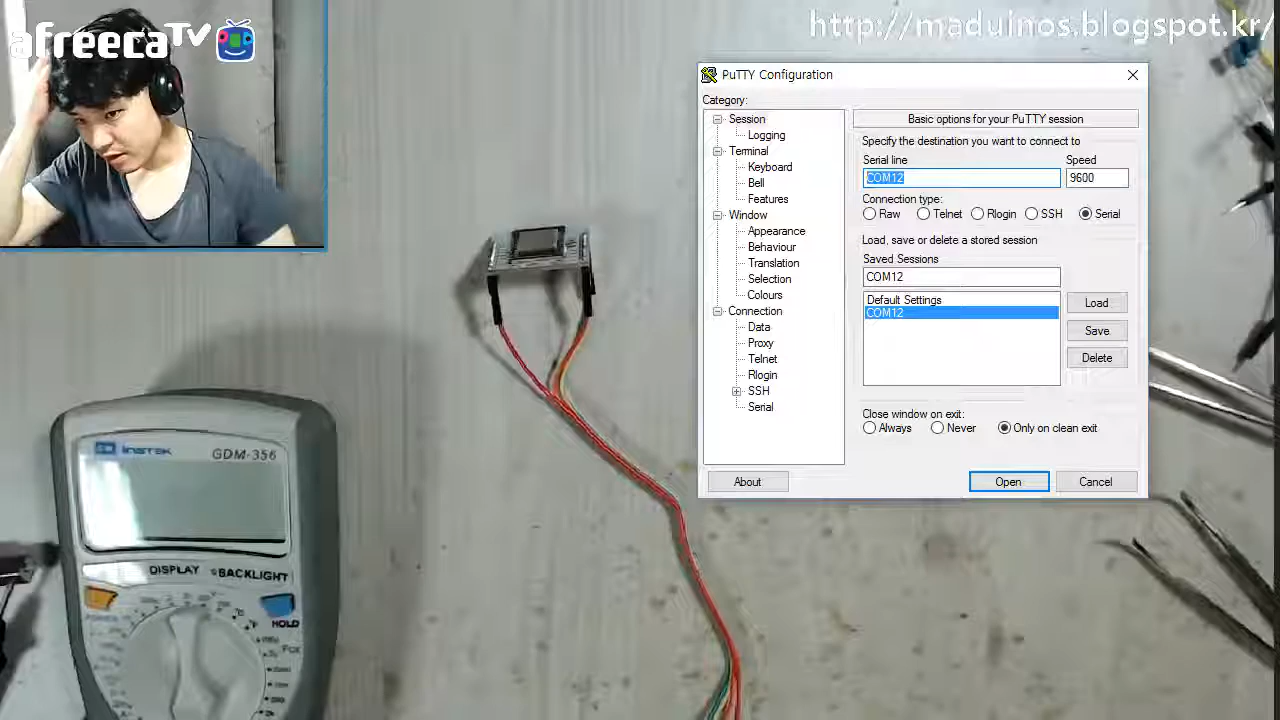 afreecaTV
http://maduinos.blogspot.kr/
PuTTY Configuration
Category:
Session
Logging
Terminal
Keyboard
Bell
Features
Window
Appearance
Behaviour
Translation
Selection
Colours
Connection
Data
Proxy
Telnet
Rlogin
SSH
Serial
About
Basic options for your PuTTY session
Specify the destination you want to connect to
Serial line Speed
COM12 9600
Connection type:
Raw Telnet Rlogin SSH Serial
Load, save or delete a stored session
Saved Sessions
COM12
Default Settings
COM12
Load
Save
Delete
Close window on exit:
Always Never Only on clean exit
Open Cancel
INSTEK GDM-356
DISPLAY BACKLIGHT
POWER HOLD